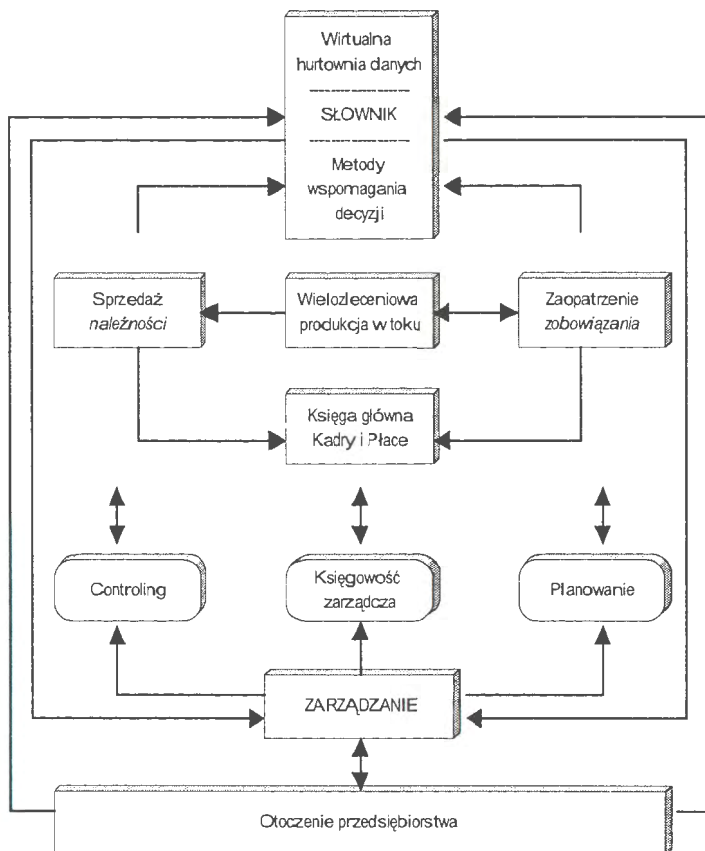 Wirtualna
hurtownia danych
SŁOWNIK
Metody
wspomagania
decyzji
Sprzedaż
należności
Wielozleceniowa
produkcja w toku
Zaopatrzenie
zobowiązania
Księga główna
Kadry i Płace
Controling
Księgowość
zarządcza
Planowanie
ZARZĄDZANIE
Otoczenie przedsiębiorstwa